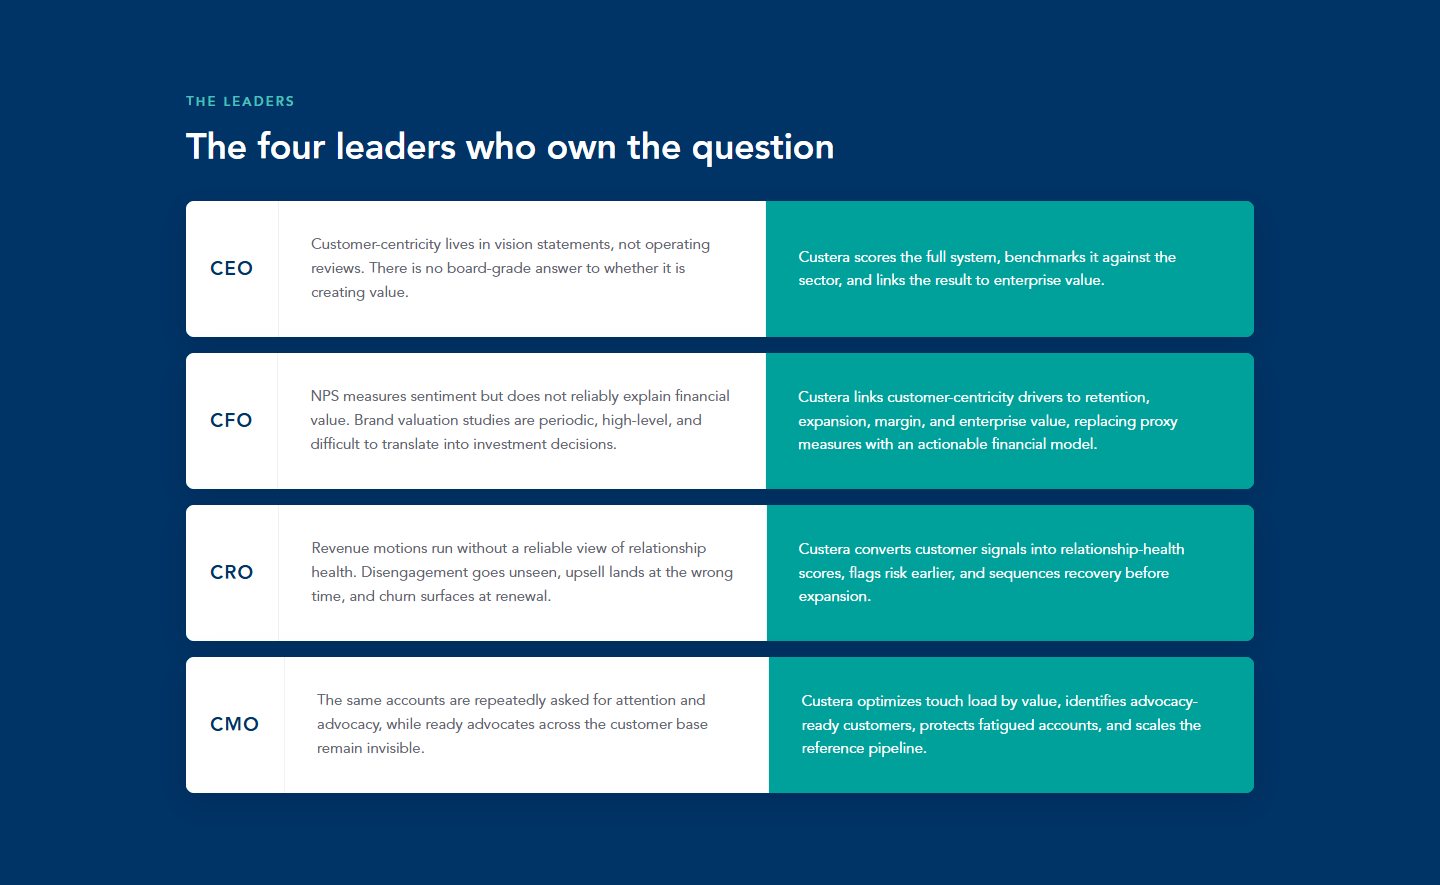 THE LEADERS
The four leaders who own the question
CEO
Customer-centricity lives in vision statements, not operating
reviews. There is no board-grade answer to whether it is
creating value.
Custera scores the full system, benchmarks it against the
sector, and links the result to enterprise value.
CFO
NPS measures sentiment but does not reliably explain financial
value. Brand valuation studies are periodic, high-level, and
difficult to translate into investment decisions.
Custera links customer-centricity drivers to retention,
expansion, margin, and enterprise value, replacing proxy
measures with an actionable financial model.
CRO
Revenue motions run without a reliable view of relationship
health. Disengagement goes unseen, upsell lands at the wrong
time, and churn surfaces at renewal.
Custera converts customer signals into relationship-health
scores, flags risk earlier, and sequences recovery before
expansion.
CMO
The same accounts are repeatedly asked for attention and
advocacy, while ready advocates across the customer base
remain invisible.
Custera optimizes touch load by value, identifies advocacy-
ready customers, protects fatigued accounts, and scales the
reference pipeline.